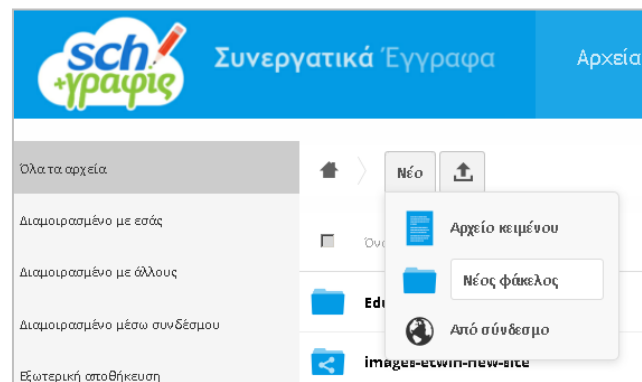 sch
+γραφίς
Συνεργατικά Έγγραφα
Αρχεία
Όλα τα αρχεία
Διαμοιρασμένο με εσάς
Διαμοιρασμένο με άλλους
Διαμοιρασμένο μέσω συνδέσμου
Εξωτερική αποθήκευση
Νέο
Αρχείο κειμένου
Νέος φάκελος
Από σύνδεσμο
images-etwin-new-site